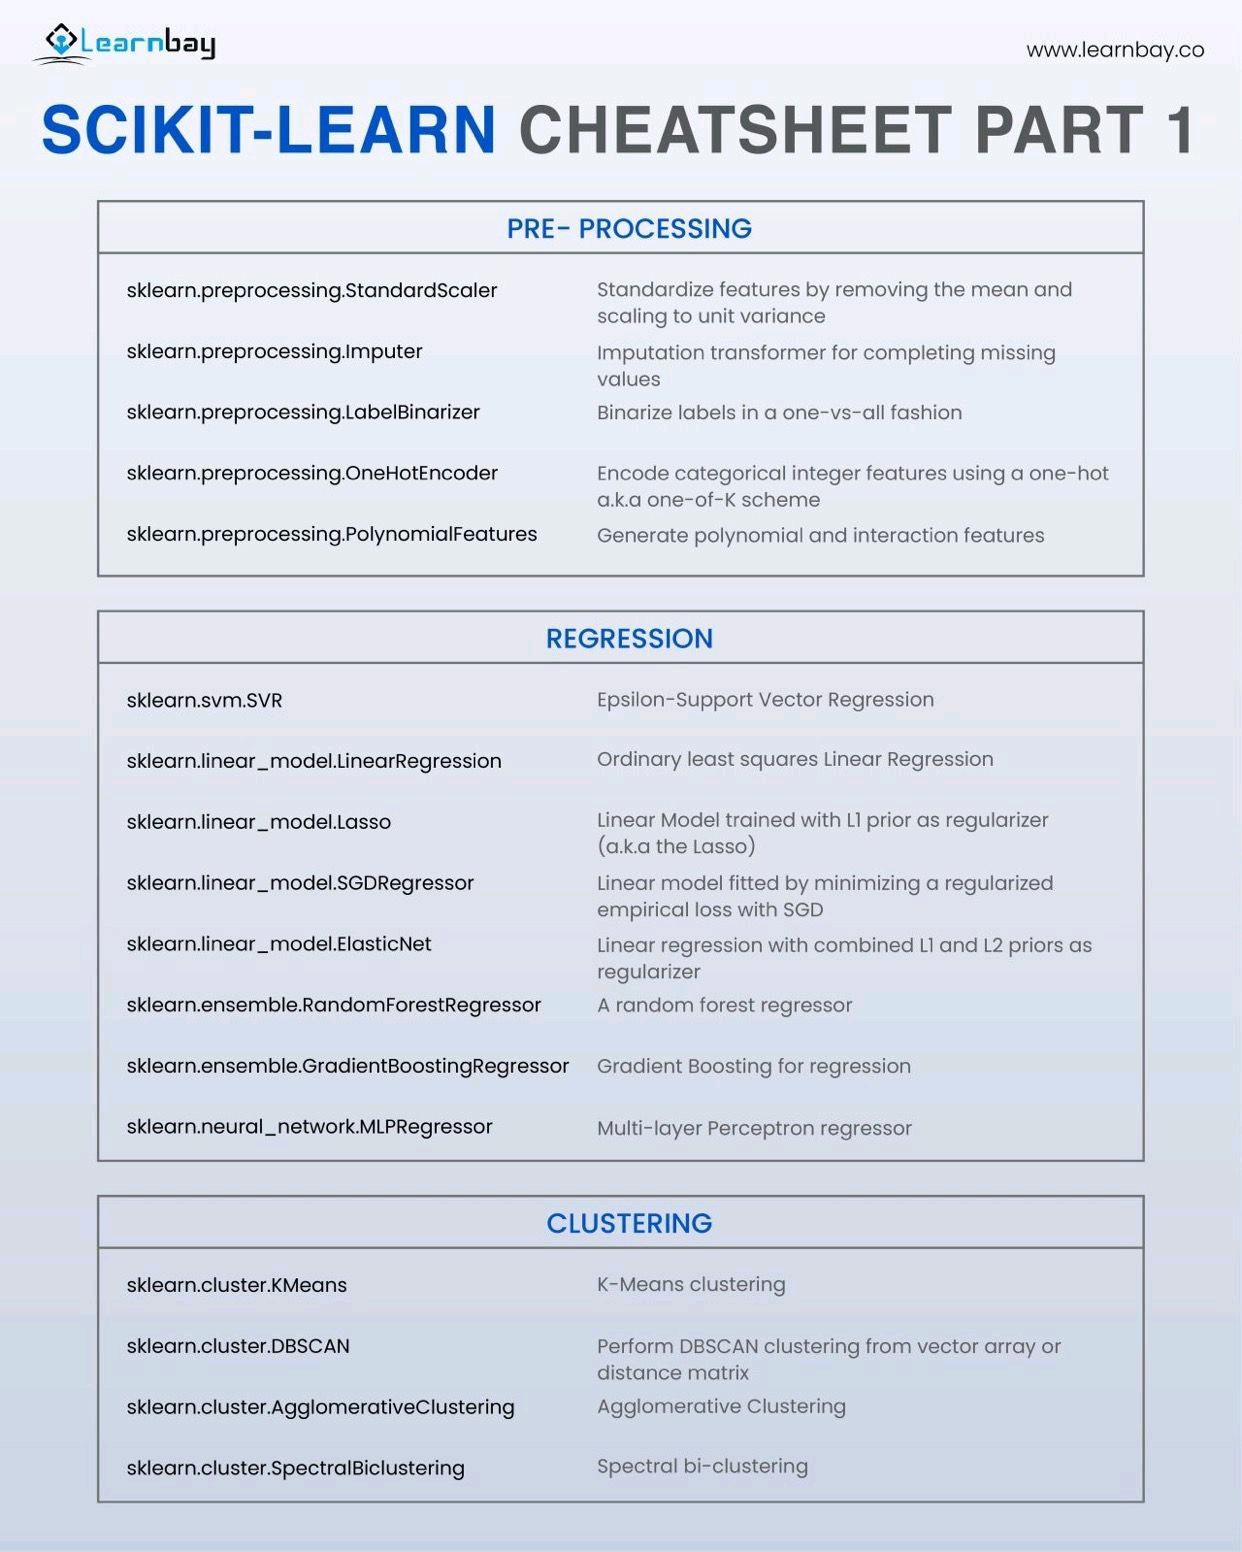 Learnbay
www.learnbay.co
SCIKIT-LEARN CHEATSHEET PART 1
PRE- PROCESSING
sklearn.preprocessing.StandardScaler
Standardize features by removing the mean and
scaling to unit variance
sklearn.preprocessing.Imputer
Imputation transformer for completing missing
values
sklearn.preprocessing.LabelBinarizer
Binarize labels in a one-vs-all fashion
sklearn.preprocessing.OneHotEncoder
Encode categorical integer features using a one-hot
a.k.a one-of-K scheme
sklearn.preprocessing.PolynomialFeatures
Generate polynomial and interaction features
REGRESSION
sklearn.svm.SVR
Epsilon-Support Vector Regression
sklearn.linear_model.LinearRegression
Ordinary least squares Linear Regression
sklearn.linear_model.Lasso
Linear Model trained with L1 prior as regularizer
(a.k.a the Lasso)
sklearn.linear_model.SGDRegressor
Linear model fitted by minimizing a regularized
empirical loss with SGD
sklearn.linear_model.ElasticNet
Linear regression with combined L1 and L2 priors as
regularizer
sklearn.ensemble.RandomForestRegressor
A random forest regressor
sklearn.ensemble.GradientBoostingRegressor
Gradient Boosting for regression
sklearn.neural_network.MLPRegressor
Multi-layer Perceptron regressor
CLUSTERING
sklearn.cluster.KMeans
K-Means clustering
sklearn.cluster.DBSCAN
Perform DBSCAN clustering from vector array or
distance matrix
sklearn.cluster.AgglomerativeClustering
Agglomerative Clustering
sklearn.cluster.SpectralBiclustering
Spectral bi-clustering